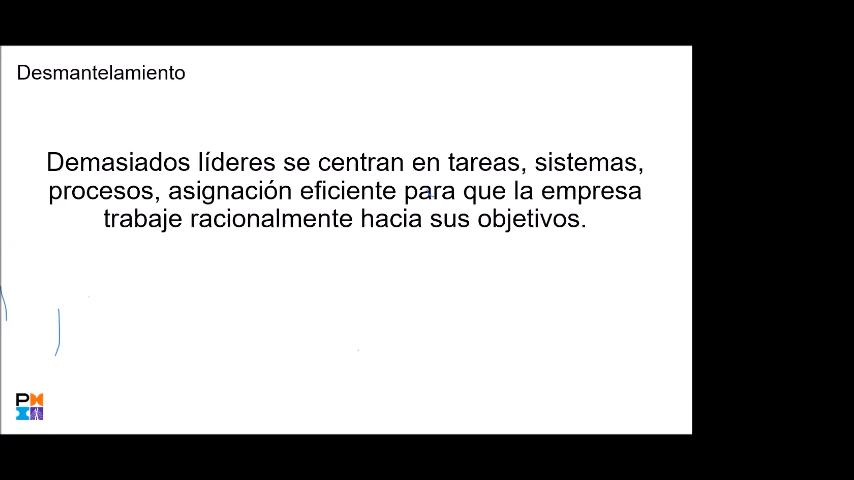 Desmantelamiento
Demasiados líderes se centran en tareas, sistemas,
procesos, asignación eficiente para que la empresa
trabaje racionalmente hacia sus objetivos.